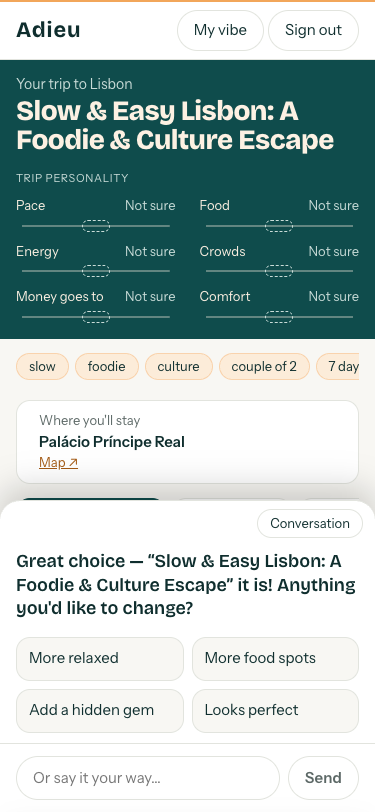 Adieu
My vibe
Sign out
Your trip to Lisbon
Slow & Easy Lisbon: A
Foodie & Culture Escape
TRIP PERSONALITY
Pace Not sure
Food Not sure
Energy Not sure
Crowds Not sure
Money goes to Not sure
Comfort Not sure
slow
foodie
culture
couple of 2
7 day
Where you'll stay
Palácio Príncipe Real
Map ↗
Conversation
Great choice — “Slow & Easy Lisbon: A
Foodie & Culture Escape” it is! Anything
you'd like to change?
More relaxed
More food spots
Add a hidden gem
Looks perfect
Or say it your way…
Send